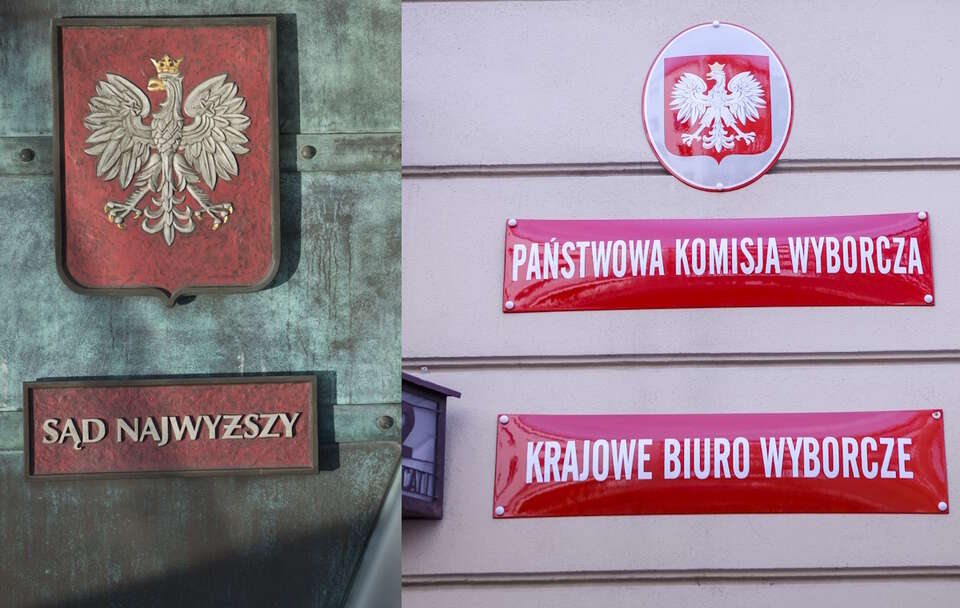 SĄD NAJWYŻSZY
PAŃSTWOWA KOMISJA WYBORCZA
KRAJOWE BIURO WYBORCZE